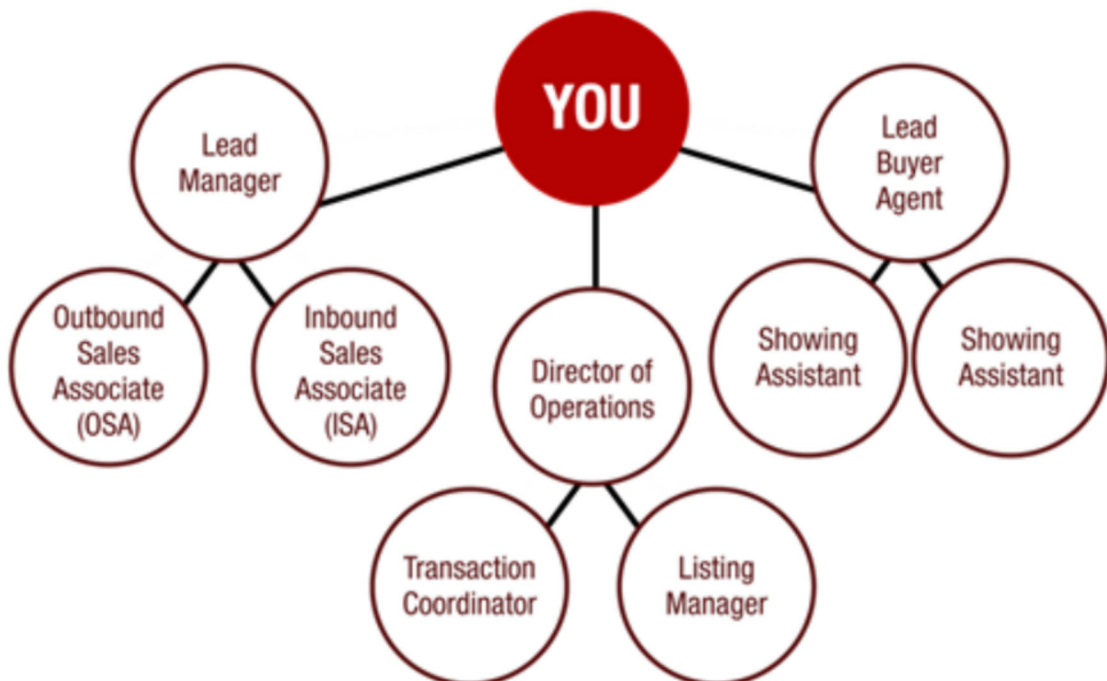 YOU
Lead
Manager
Lead
Buyer
Agent
Outbound
Sales
Associate
(OSA)
Inbound
Sales
Associate
(ISA)
Director of
Operations
Showing
Assistant
Showing
Assistant
Transaction
Coordinator
Listing
Manager